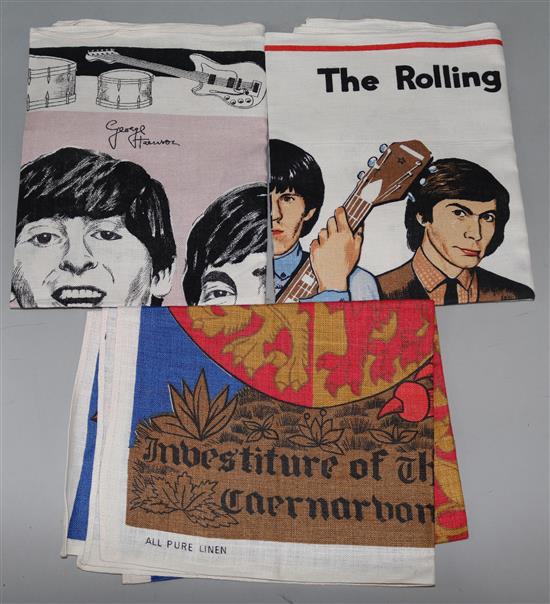 George
Harrison
The Rolling
Investiture of Th
Caernarvon
ALL PURE LINEN